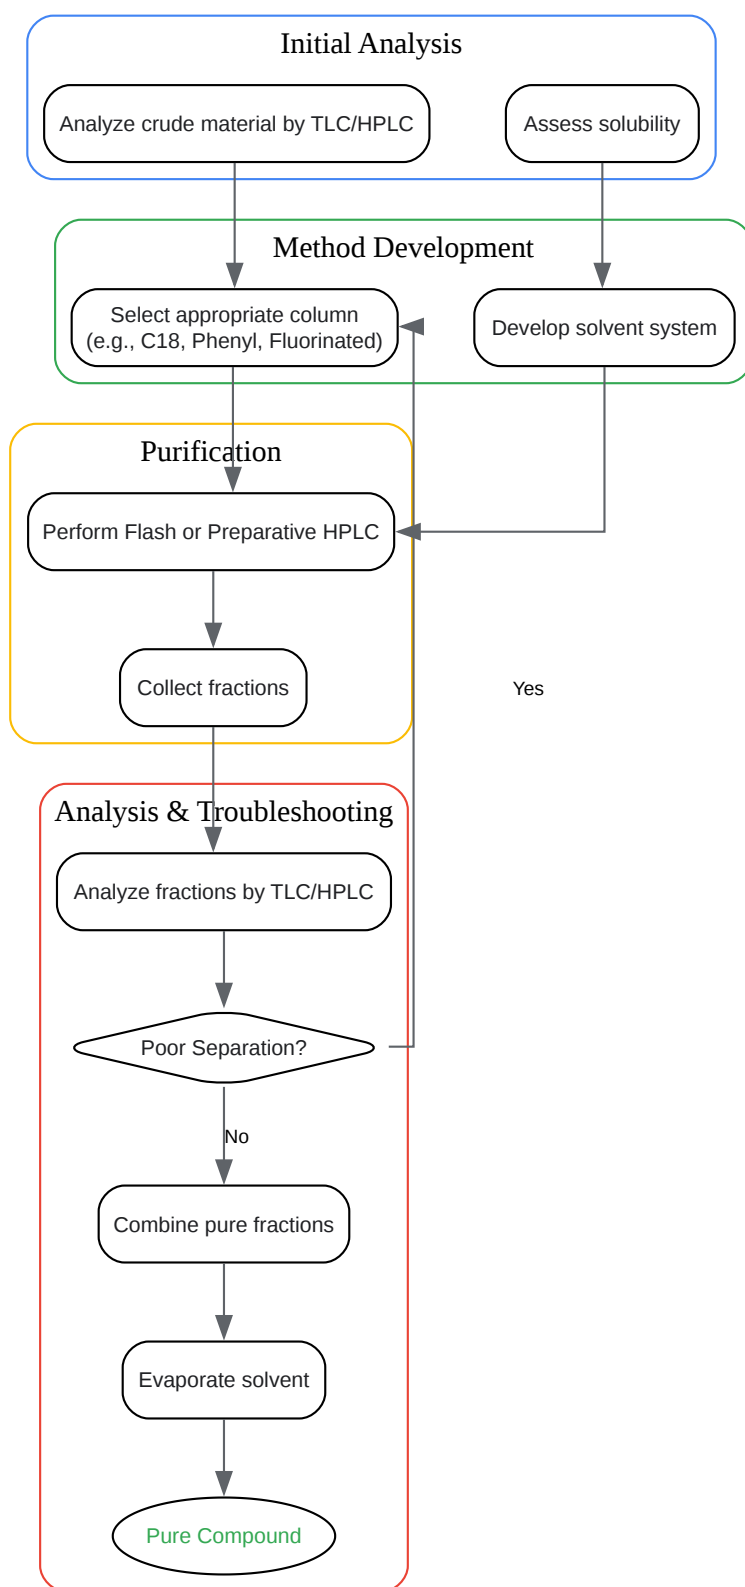 Initial Analysis
Analyze crude material by TLC/HPLC
Assess solubility
Method Development
Select appropriate column
(e.g., C18, Phenyl, Fluorinated)
Develop solvent system
Purification
Perform Flash or Preparative HPLC
Collect fractions
Yes
Analysis & Troubleshooting
Analyze fractions by TLC/HPLC
Poor Separation?
No
Combine pure fractions
Evaporate solvent
Pure Compound